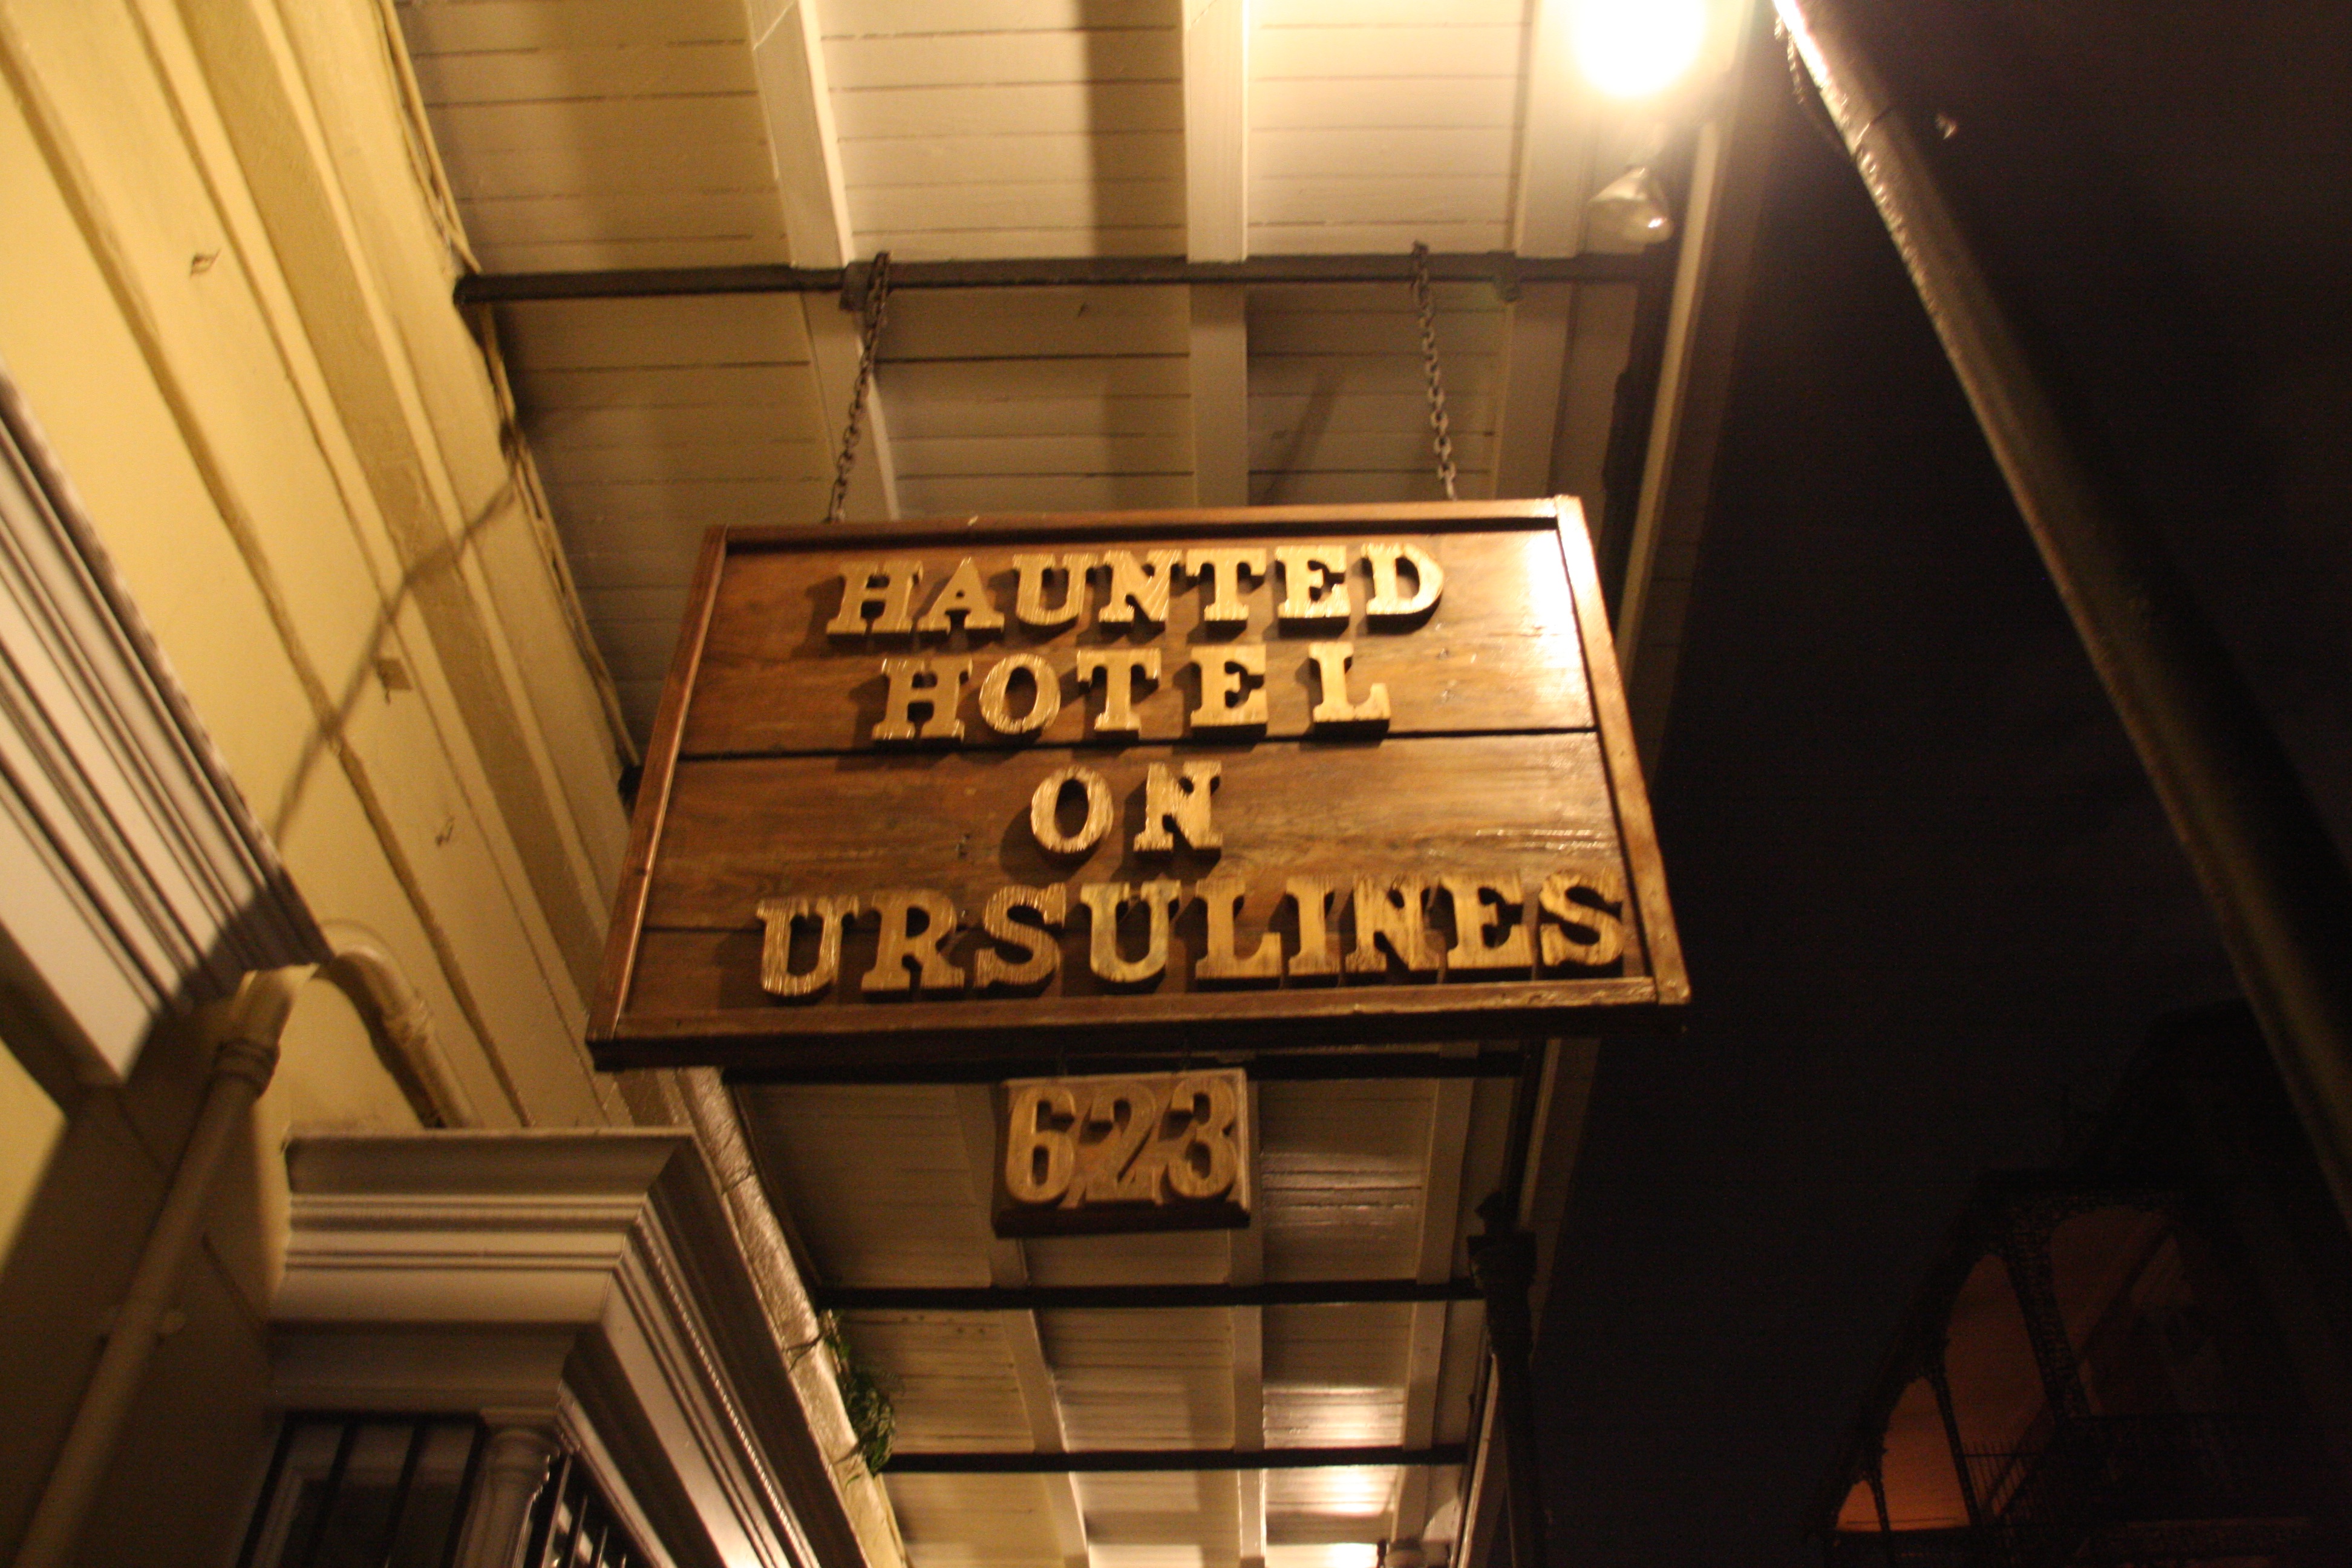 HAUNTED
HOTEL
ON
URSULINES
623